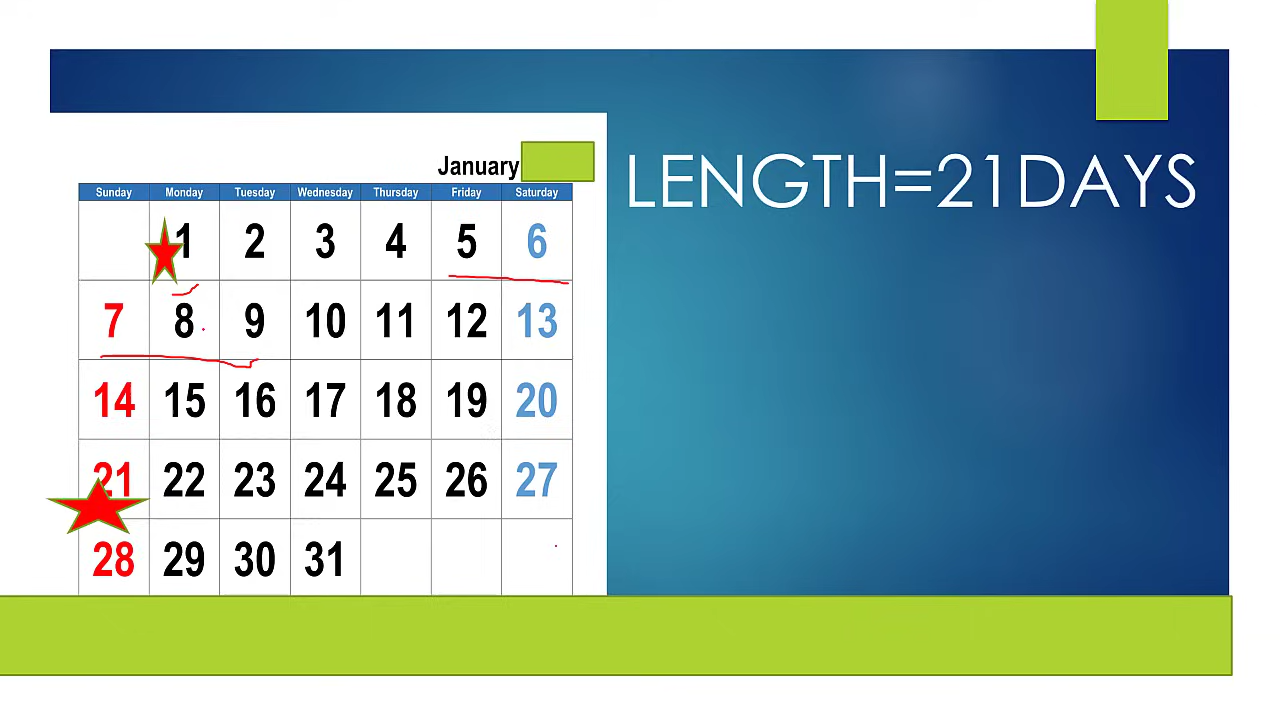 January
LENGTH=21DAYS
Sunday Monday Tuesday Wednesday Thursday Friday Saturday
1 2 3 4 5 6
7 8 9 10 11 12 13
14 15 16 17 18 19 20
21 22 23 24 25 26 27
28 29 30 31